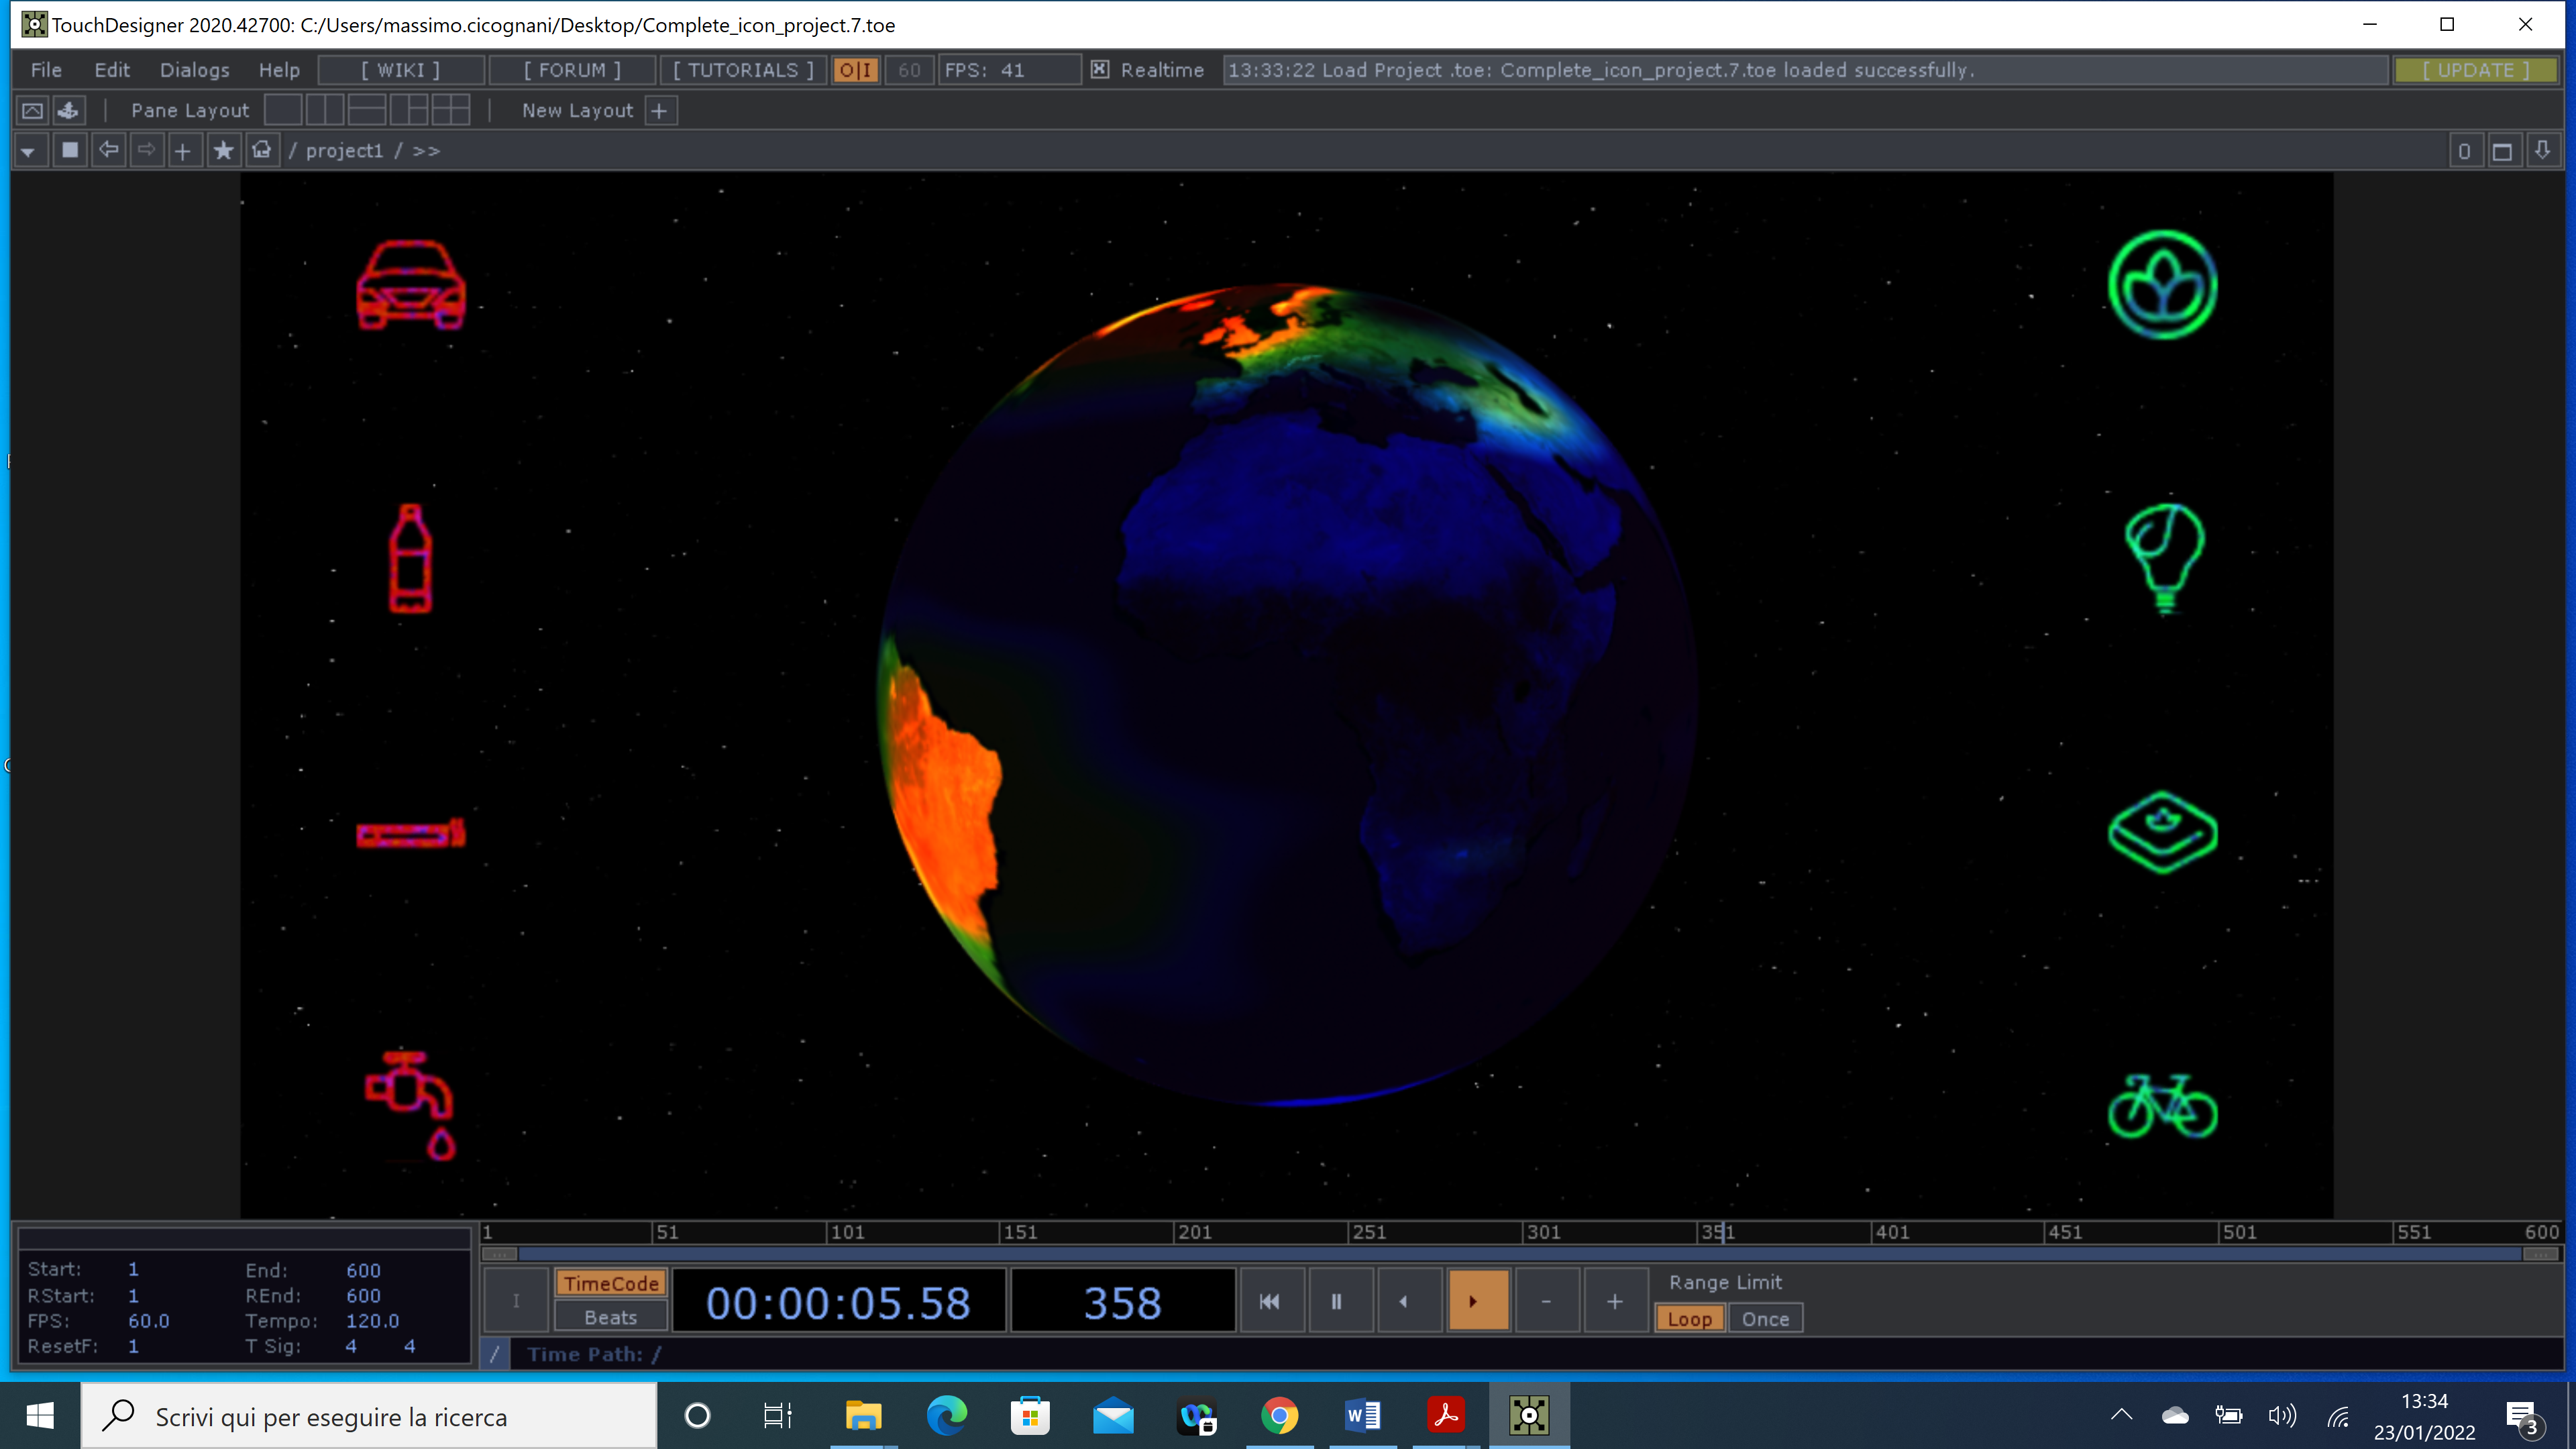 TouchDesigner 2020.42700: C:/Users/massimo.cicognani/Desktop/Complete_icon_project.7.toe
File Edit Dialogs Help [ WIKI ] [ FORUM ] [ TUTORIALS ] O|I 60 FPS: 41 Realtime 13:33:22 Load Project .toe: Complete_icon_project.7.toe loaded successfully. [ UPDATE ]
Pane Layout New Layout +
/ project1 / >> 0
1 51 101 151 201 251 301 351 401 451 501 551 600
Start: 1 End: 600
RStart: 1 REnd: 600
FPS: 60.0 Tempo: 120.0
ResetF: 1 T Sig: 4 4
I TimeCode Beats 00:00:05.58 358 - + Range Limit Loop Once
/ Time Path: /
Scrivi qui per eseguire la ricerca
13:34
23/01/2022
3